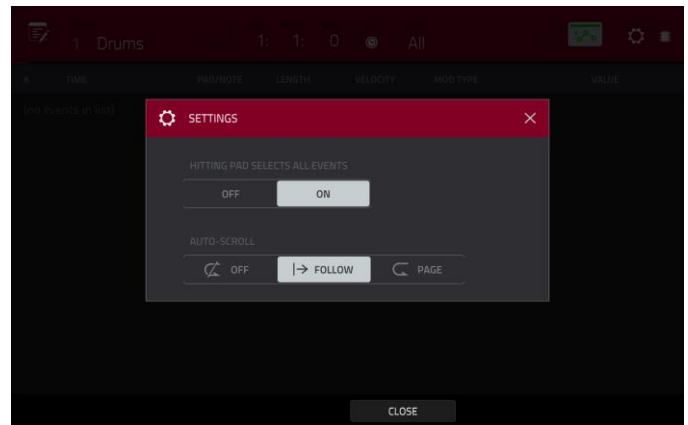 1 Drums 1: 1: 0 All
# TIME PAD/NOTE LENGTH VELOCITY MOD TYPE VALUE
(no events in list)
SETTINGS
HITTING PAD SELECTS ALL EVENTS
OFF ON
AUTO-SCROLL
OFF FOLLOW PAGE
CLOSE